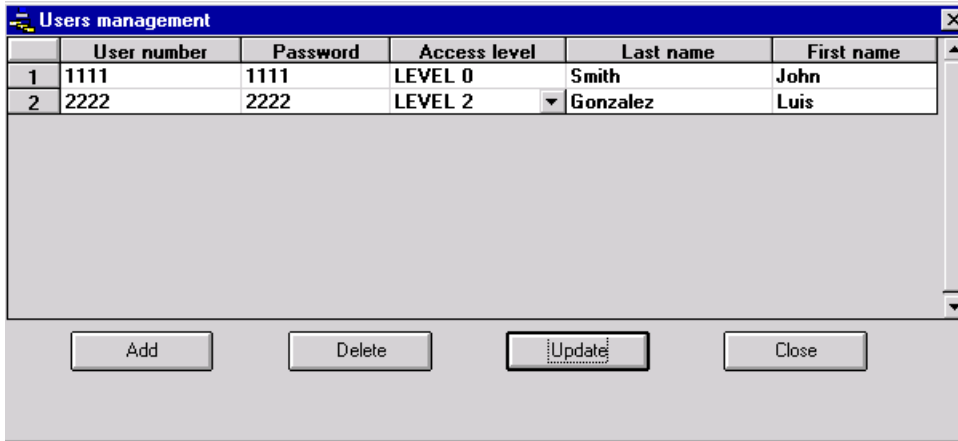 Users management
User number Password Access level Last name First name
1 1111 1111 LEVEL 0 Smith John
2 2222 2222 LEVEL 2 Gonzalez Luis
Add Delete Update Close